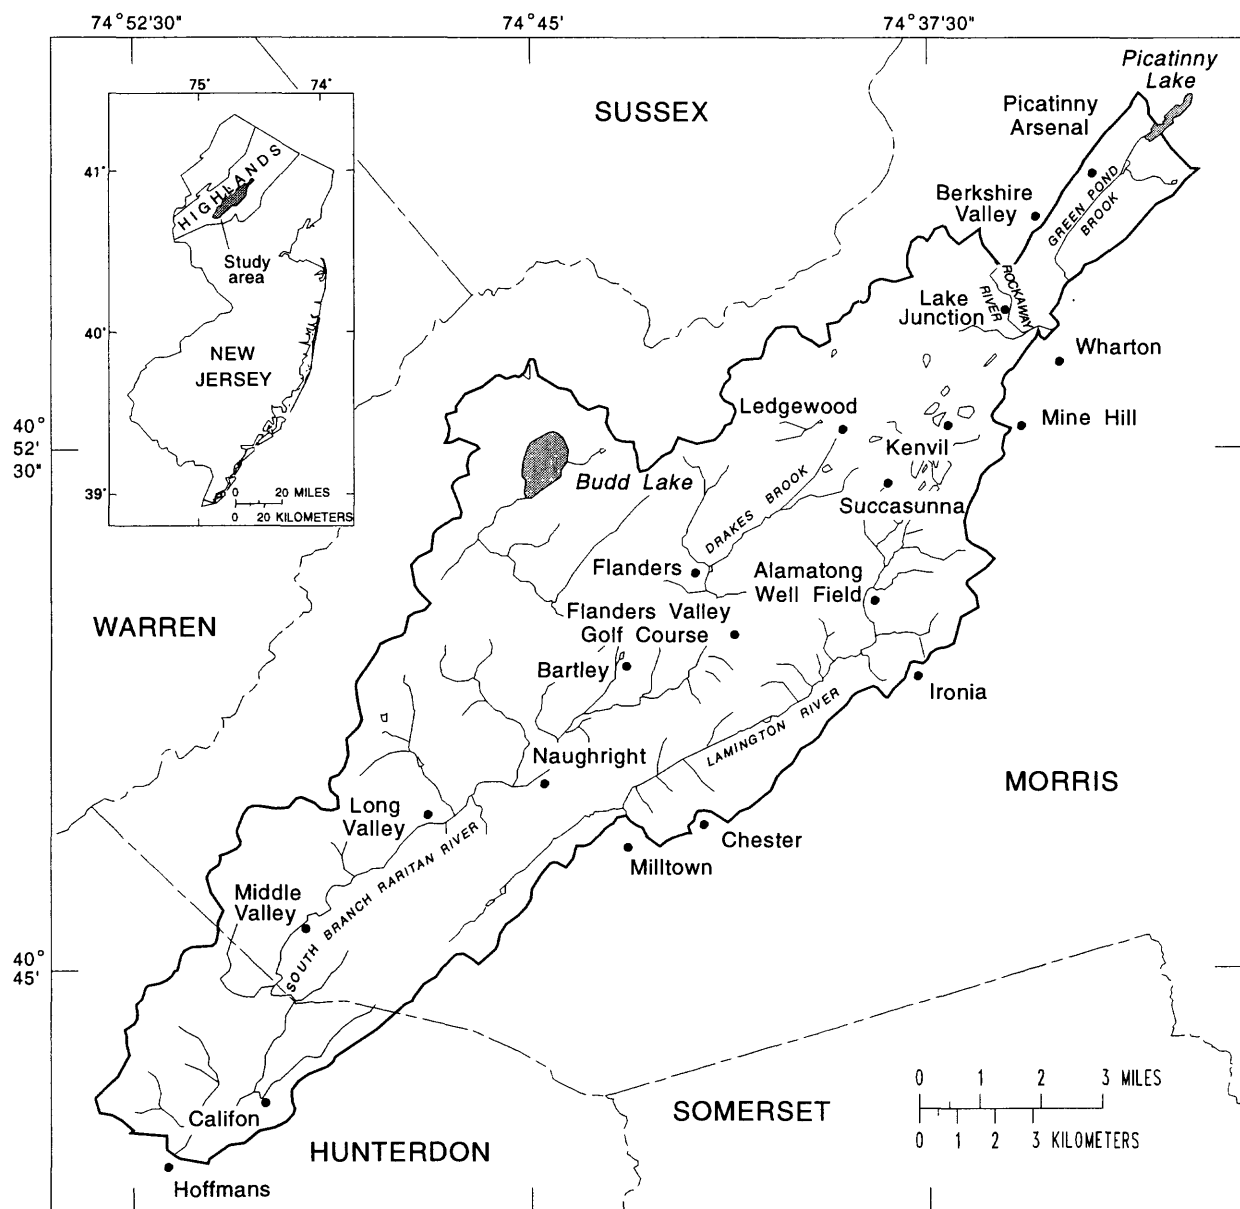 74°52'30"
74°45'
74°37'30"
Picatinny
Lake
75°
74°
SUSSEX
Picatinny
Arsenal
41°
HIGHLANDS
Berkshire
Valley
GREEN POND
BROOK
Study
area
ROCKAWAY
RIVER
Lake
Junction
40°
NEW
JERSEY
Wharton
Ledgewood
Mine Hill
40°
52'
30"
Kenvil
Budd Lake
39°
0 20 MILES
0 20 KILOMETERS
DRAKES BROOK
Succasunna
Flanders
Alamatong
Well Field
Flanders Valley
Golf Course
WARREN
Bartley
Ironia
LAMINGTON RIVER
Naughright
MORRIS
Long
Valley
SOUTH BRANCH RARITAN RIVER
Chester
Milltown
Middle
Valley
40°
45'
0 1 2 3 MILES
0 1 2 3 KILOMETERS
SOMERSET
Califon
HUNTERDON
Hoffmans